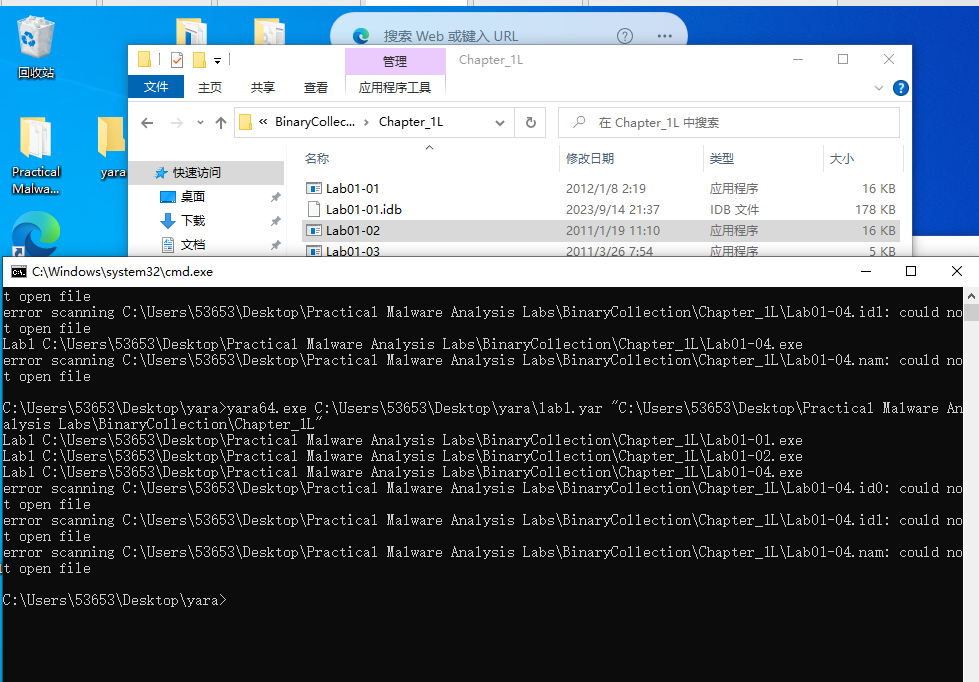 搜索 Web 或键入 URL
回收站
管理
Chapter_1L
文件
主页
共享
查看
应用程序工具
« BinaryCollec... › Chapter_1L
在 Chapter_1L 中搜索
Practical
Malwa...
yara
快速访问
桌面
下载
文档
名称
修改日期
类型
大小
Lab01-01
2012/1/8 2:19
应用程序
16 KB
Lab01-01.idb
2023/9/14 21:37
IDB 文件
178 KB
Lab01-02
2011/1/19 11:10
应用程序
16 KB
Lab01-03
2011/3/26 7:54
应用程序
5 KB
C:\Windows\system32\cmd.exe
t open file
error scanning C:\Users\53653\Desktop\Practical Malware Analysis Labs\BinaryCollection\Chapter_1L\Lab01-04.id1: could no
t open file
Lab1 C:\Users\53653\Desktop\Practical Malware Analysis Labs\BinaryCollection\Chapter_1L\Lab01-04.exe
error scanning C:\Users\53653\Desktop\Practical Malware Analysis Labs\BinaryCollection\Chapter_1L\Lab01-04.nam: could no
t open file
C:\Users\53653\Desktop\yara>yara64.exe C:\Users\53653\Desktop\yara\lab1.yar "C:\Users\53653\Desktop\Practical Malware An
alysis Labs\BinaryCollection\Chapter_1L"
Lab1 C:\Users\53653\Desktop\Practical Malware Analysis Labs\BinaryCollection\Chapter_1L\Lab01-01.exe
Lab1 C:\Users\53653\Desktop\Practical Malware Analysis Labs\BinaryCollection\Chapter_1L\Lab01-02.exe
Lab1 C:\Users\53653\Desktop\Practical Malware Analysis Labs\BinaryCollection\Chapter_1L\Lab01-04.exe
error scanning C:\Users\53653\Desktop\Practical Malware Analysis Labs\BinaryCollection\Chapter_1L\Lab01-04.id0: could no
t open file
error scanning C:\Users\53653\Desktop\Practical Malware Analysis Labs\BinaryCollection\Chapter_1L\Lab01-04.id1: could no
t open file
error scanning C:\Users\53653\Desktop\Practical Malware Analysis Labs\BinaryCollection\Chapter_1L\Lab01-04.nam: could no
t open file
C:\Users\53653\Desktop\yara>